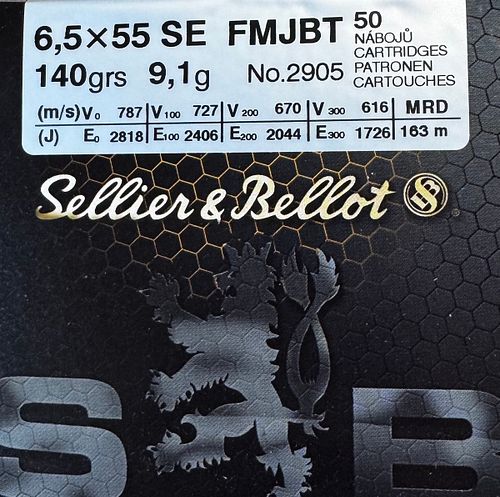 6,5×55 SE FMJBT 50
NÁBOJŮ
CARTRIDGES
140grs 9,1g No.2905 PATRONEN
CARTOUCHES
(m/s) V0 787 V100 727 V200 670 V300 616 MRD
(J) E0 2818 E100 2406 E200 2044 E300 1726 163 m
Sellier & Bellot SB
S B